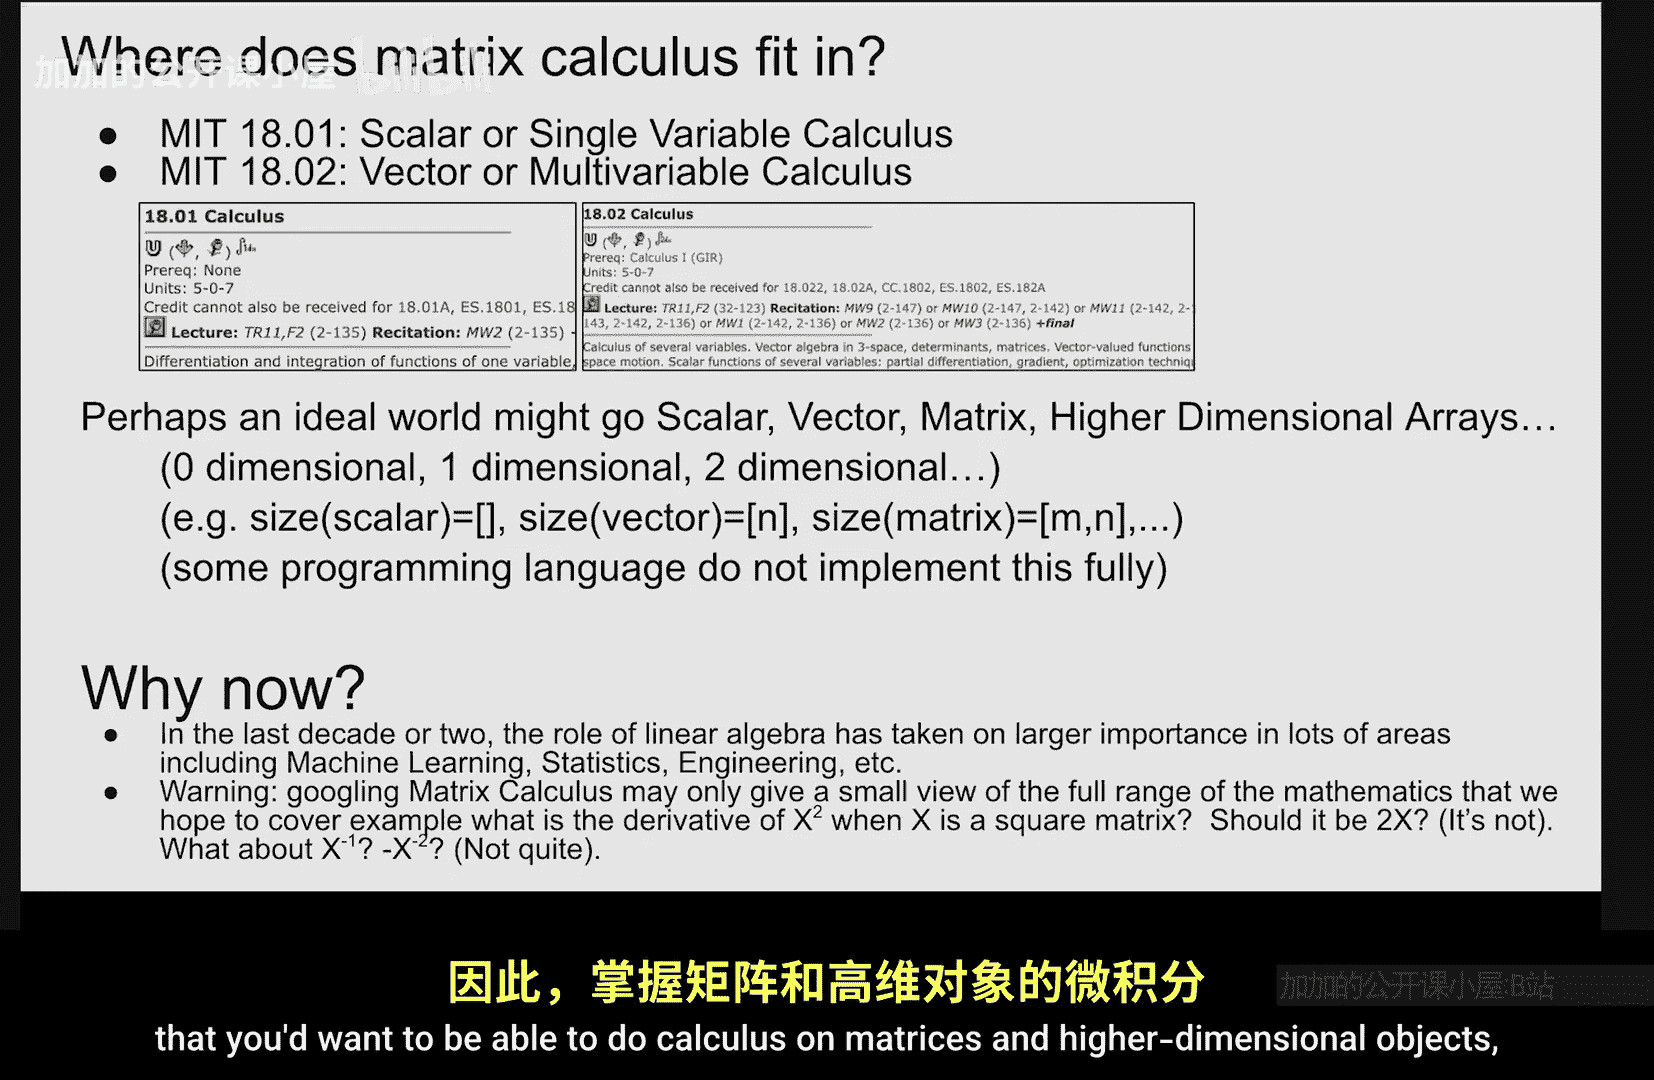 Where does matrix calculus fit in?
加加的公开课小屋 bilibili
● MIT 18.01: Scalar or Single Variable Calculus
● MIT 18.02: Vector or Multivariable Calculus
18.01 Calculus
Prereq: None
Units: 5-0-7
Credit cannot also be received for 18.01A, ES.1801, ES.18
Lecture: TR11,F2 (2-135) Recitation: MW2 (2-135)
Differentiation and integration of functions of one variable,
18.02 Calculus
Prereq: Calculus I (GIR)
Units: 5-0-7
Credit cannot also be received for 18.022, 18.02A, CC.1802, ES.1802, ES.182A
Lecture: TR11,F2 (32-123) Recitation: MW9 (2-147) or MW10 (2-147, 2-142) or MW11 (2-142, 2-
143, 2-142, 2-136) or MW1 (2-142, 2-136) or MW2 (2-136) or MW3 (2-136) +final
Calculus of several variables. Vector algebra in 3-space, determinants, matrices. Vector-valued functions
space motion. Scalar functions of several variables: partial differentiation, gradient, optimization techniq
Perhaps an ideal world might go Scalar, Vector, Matrix, Higher Dimensional Arrays…
(0 dimensional, 1 dimensional, 2 dimensional…)
(e.g. size(scalar)=[], size(vector)=[n], size(matrix)=[m,n],...)
(some programming language do not implement this fully)
Why now?
● In the last decade or two, the role of linear algebra has taken on larger importance in lots of areas
including Machine Learning, Statistics, Engineering, etc.
● Warning: googling Matrix Calculus may only give a small view of the full range of the mathematics that we
hope to cover example what is the derivative of X² when X is a square matrix? Should it be 2X? (It's not).
What about X⁻¹? -X⁻²? (Not quite).
因此，掌握矩阵和高维对象的微积分
加加的公开课小屋:B站
that you'd want to be able to do calculus on matrices and higher-dimensional objects,